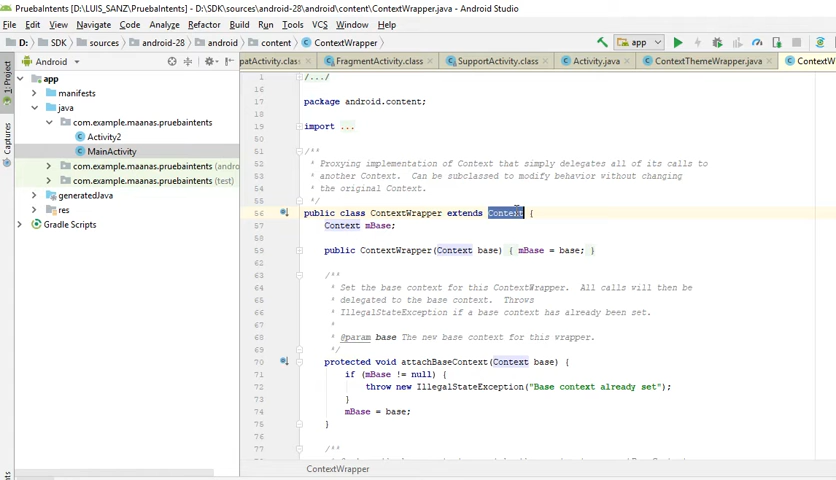 PruebaIntents [D:\LUIS_SANZ\PruebaIntents] - D:\SDK\sources\android-28\android\content\ContextWrapper.java - Android Studio
File Edit View Navigate Code Analyze Refactor Build Run Tools VCS Window Help
D: SDK sources android-28 android content ContextWrapper app
Android
patActivity.class FragmentActivity.class SupportActivity.class Activity.java ContextThemeWrapper.java ContextW
1: Project
Captures
app
manifests
java
com.example.maanas.pruebaintents
Activity2
MainActivity
com.example.maanas.pruebaintents (andro
com.example.maanas.pruebaintents (test)
generatedJava
res
Gradle Scripts
1 /.../
16
17 package android.content;
18
19 import ...
50
51 /**
52 * Proxying implementation of Context that simply delegates all of its calls to
53 * another Context. Can be subclassed to modify behavior without changing
54 * the original Context.
55 */
56 public class ContextWrapper extends Context {
57 Context mBase;
58
59 public ContextWrapper(Context base) { mBase = base; }
62
63 /**
64 * Set the base context for this ContextWrapper. All calls will then be
65 * delegated to the base context. Throws
66 * IllegalStateException if a base context has already been set.
67 *
68 * @param base The new base context for this wrapper.
69 */
70 protected void attachBaseContext(Context base) {
71 if (mBase != null) {
72 throw new IllegalStateException("Base context already set");
73 }
74 mBase = base;
75 }
76
77 /**
ContextWrapper